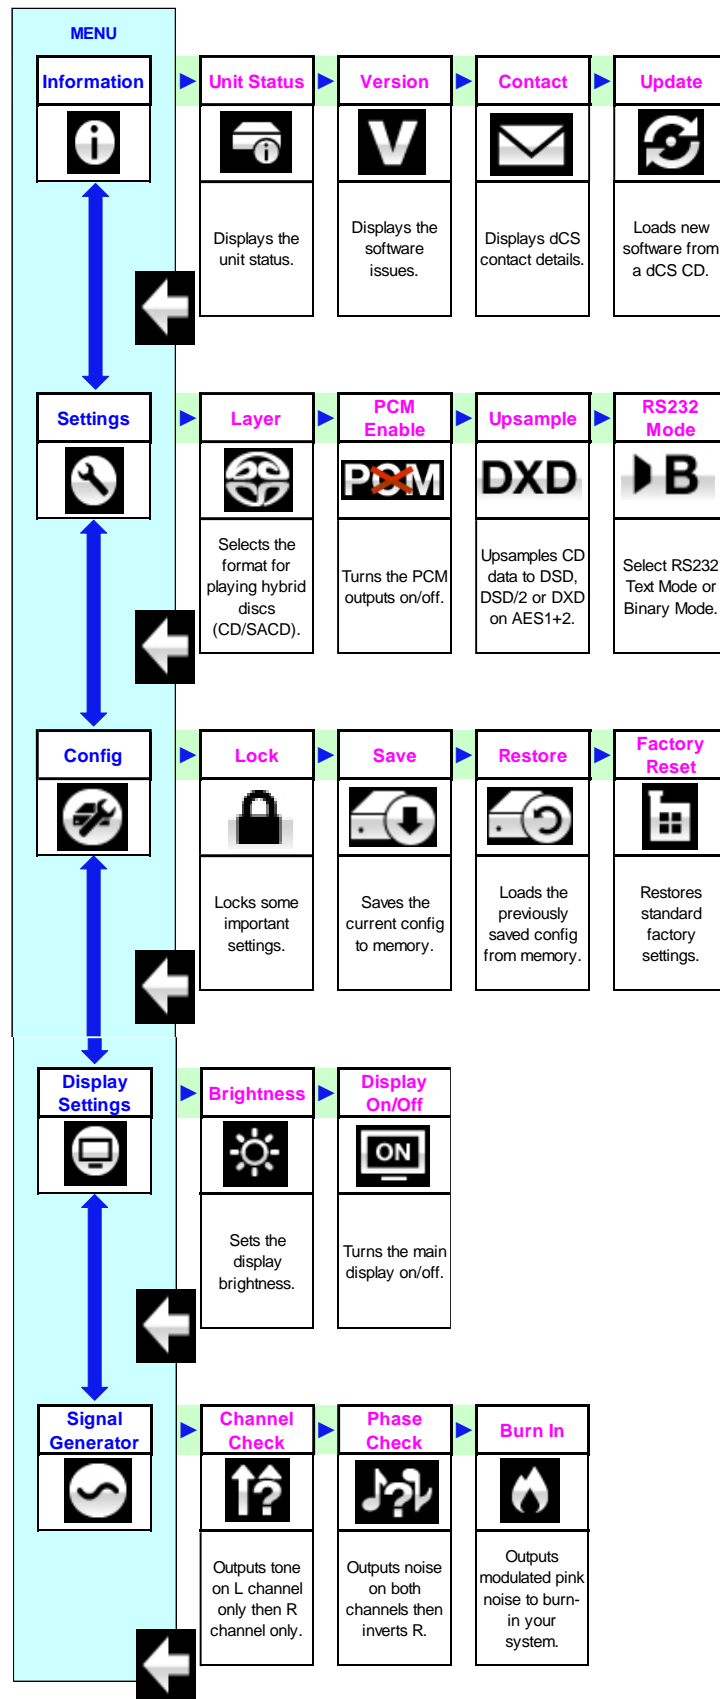 MENU
Information
Unit Status
Version
Contact
Update
V
Displays the
unit status.
Displays the
software
issues.
Displays dCS
contact details.
Loads new
software from
a dCS CD.
Settings
Layer
PCM
Enable
Upsample
RS232
Mode
PCM
DXD
B
Selects the
format for
playing hybrid
discs
(CD/SACD).
Turns the PCM
outputs on/off.
Upsamples CD
data to DSD,
DSD/2 or DXD
on AES1+2.
Select RS232
Text Mode or
Binary Mode.
Config
Lock
Save
Restore
Factory
Reset
Locks some
important
settings.
Saves the
current config
to memory.
Loads the
previously
saved config
from memory.
Restores
standard
factory
settings.
Display
Settings
Brightness
Display
On/Off
ON
Sets the
display
brightness.
Turns the main
display on/off.
Signal
Generator
Channel
Check
Phase
Check
Burn In
?
?
Outputs tone
on L channel
only then R
channel only.
Outputs noise
on both
channels then
inverts R.
Outputs
modulated pink
noise to burn-
in your
system.